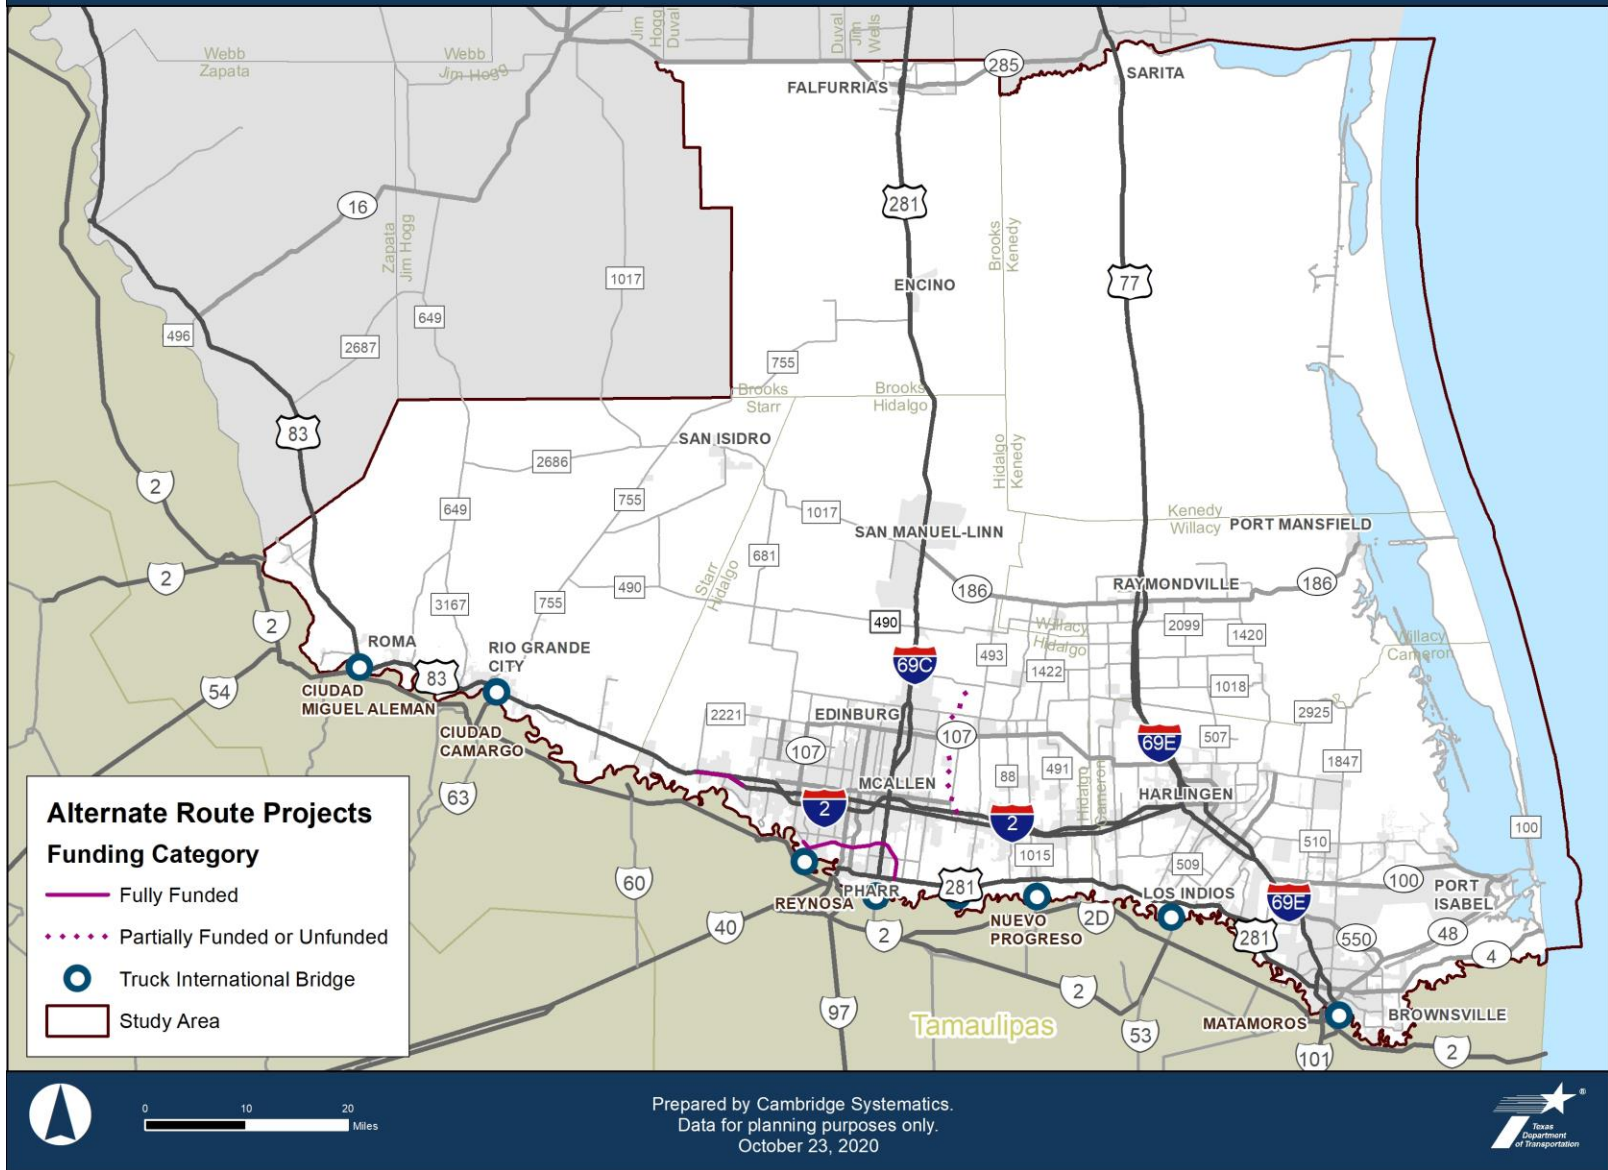 Webb
Zapata
Webb
Jim Hogg
Jim
Hogg
Duval
Duval
Jim
Wells
285
FALFURRIAS
SARITA
16
281
Zapata
Jim Hogg
Brooks
Kenedy
1017
77
ENCINO
649
496
2687
755
83
Brooks
Starr
Brooks
Hidalgo
SAN ISIDRO
2686
Hidalgo
Kenedy
2
755
649
1017
Kenedy
Willacy
PORT MANSFIELD
SAN MANUEL-LINN
681
2
186
RAYMONDVILLE
186
Starr
Hidalgo
490
3167
755
2
490
Willacy
Hidalgo
2099
1420
Willacy
Cameron
ROMA
RIO GRANDE
CITY
69C
493
1422
83
54
CIUDAD
MIGUEL ALEMAN
1018
2221
EDINBURG
2925
CIUDAD
CAMARGO
107
107
69E
507
88
491
1847
MCALLEN
Hidalgo
Cameron
HARLINGEN
63
2
2
100
510
1015
509
60
100
PHARR
281
LOS INDIOS
PORT
ISABEL
REYNOSA
69E
NUEVO
PROGRESO
2D
40
2
281
550
48
4
2
97
Tamaulipas
MATAMOROS
BROWNSVILLE
53
101
2
Alternate Route Projects
Funding Category
Fully Funded
Partially Funded or Unfunded
Truck International Bridge
Study Area
0 10 20
Miles
Prepared by Cambridge Systematics.
Data for planning purposes only.
October 23, 2020
®
Texas
Department
of Transportation